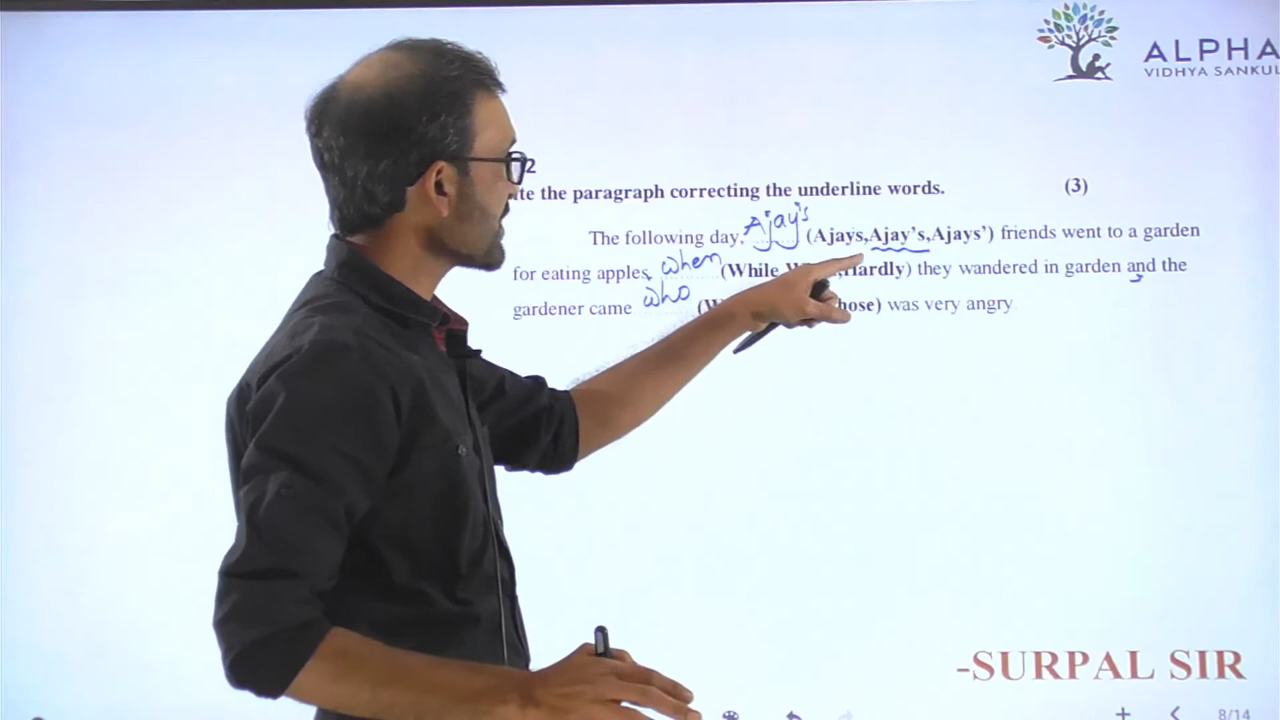 ALPHA
VIDHYA SANKUL
2
te the paragraph correcting the underline words. (3)
The following day, Ajay's (Ajays,Ajay's,Ajays') friends went to a garden
for eating apples, when (While, Hardly) they wandered in garden and the
gardener came who (W hose) was very angry
-SURPAL SIR
8/14